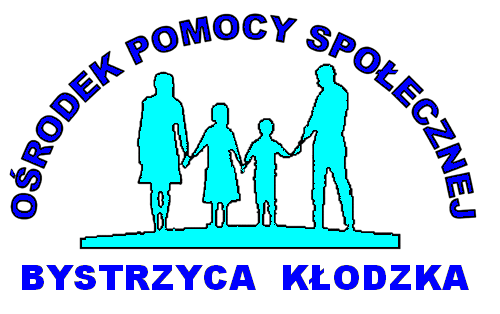 OŚRODEK POMOCY SPOŁECZNEJ
BYSTRZYCA KŁODZKA